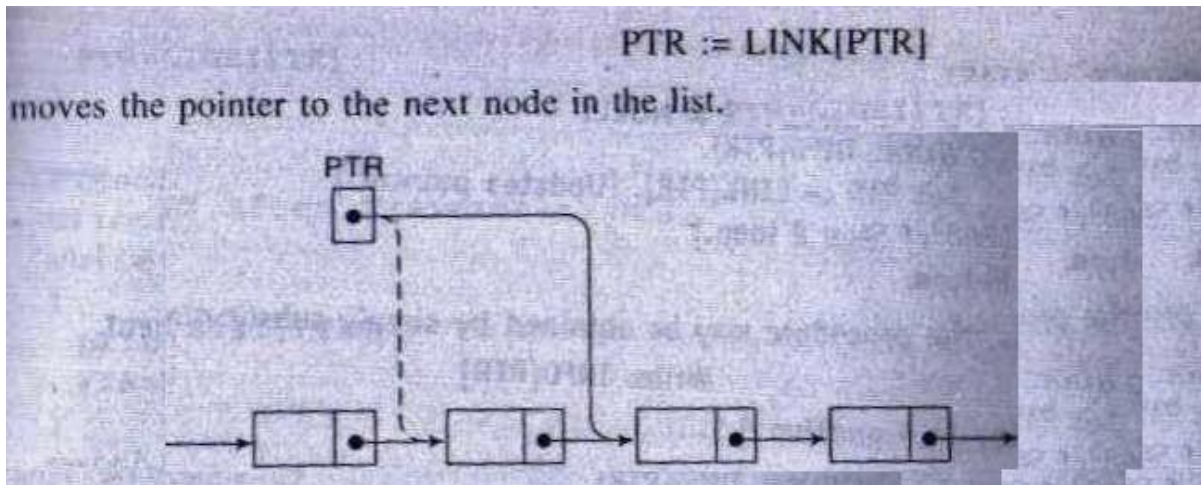 PTR := LINK[PTR]
moves the pointer to the next node in the list.
PTR